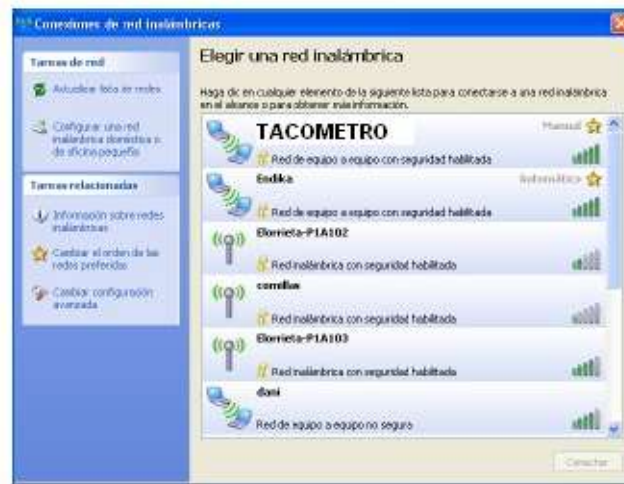 Conexiones de red inalámbricas
Tareas de red
Actualizar lista de redes
Configurar una red
inalámbrica doméstica o
de oficina pequeña
Tareas relacionadas
Información sobre redes
inalámbricas
Cambiar el orden de las
redes preferidas
Cambiar configuración
avanzada
Elegir una red inalámbrica
Haga clic en cualquier elemento de la siguiente lista para conectarse a una red inalámbrica
en el alcance o para obtener más información.
TACOMETRO
Manual
Red de equipo a equipo con seguridad habilitada
Endika
Automático
Red de equipo a equipo con seguridad habilitada
Elorrieta-P1A102
Red inalámbrica con seguridad habilitada
comillas
Red inalámbrica con seguridad habilitada
Elorrieta-P1A103
Red inalámbrica con seguridad habilitada
dani
Red de equipo a equipo no segura
Conectar